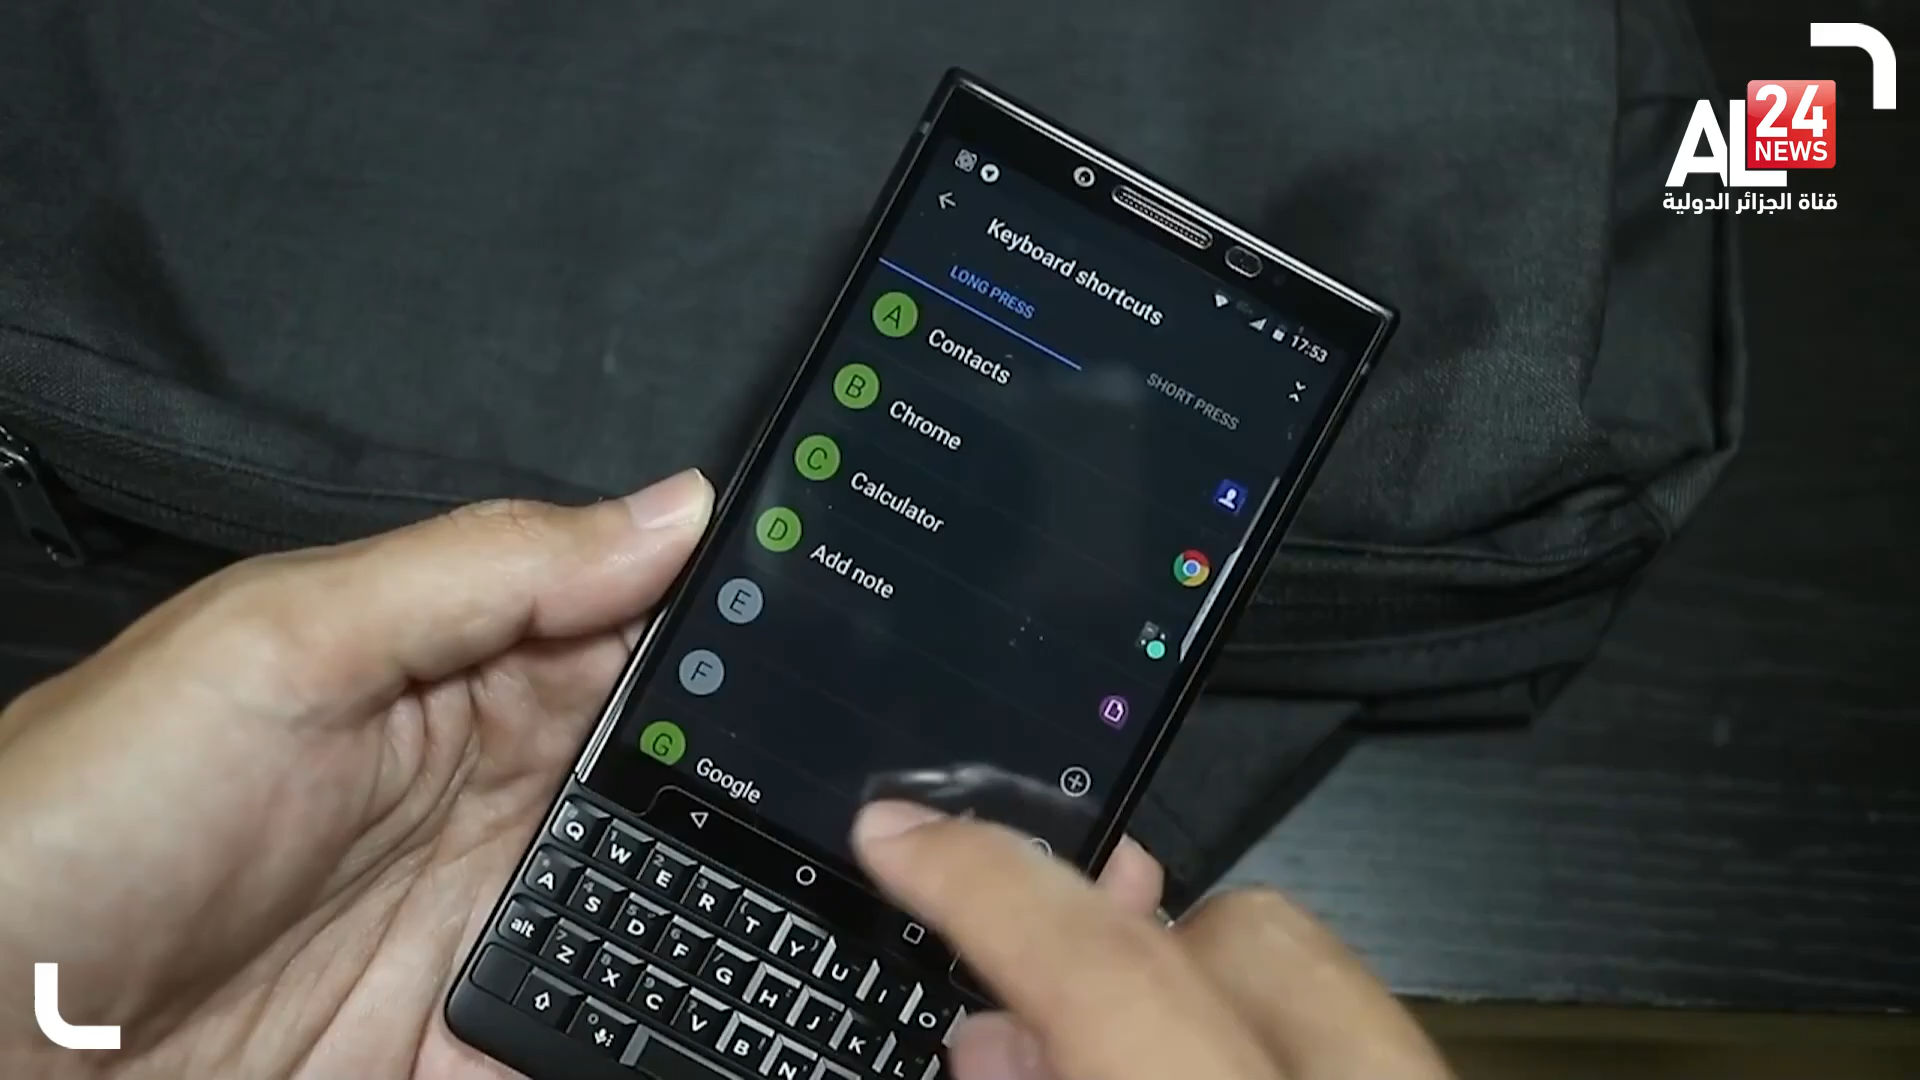 AL
24
NEWS
قناة الجزائر الدولية
17:53
Keyboard shortcuts
LONG PRESS
SHORT PRESS
A Contacts
B Chrome
C Calculator
D Add note
E
F
G Google
Q W E R T Y U I O
A S D F G H J K L
alt Z X C V B N